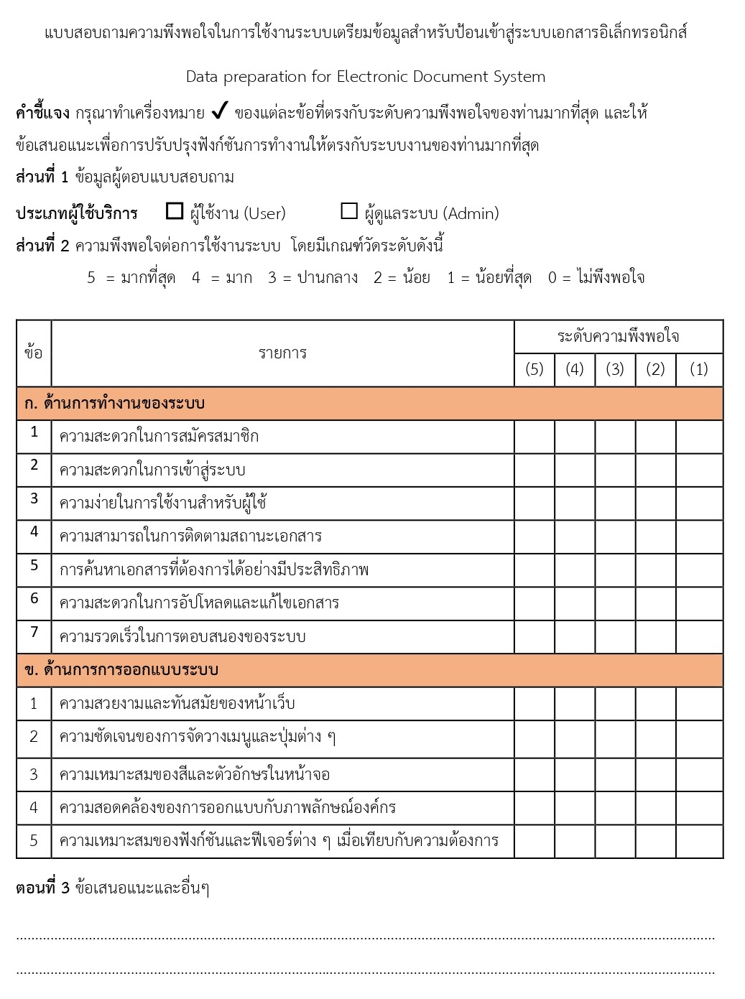 แบบสอบถามความพึงพอใจในการใช้งานระบบเตรียมข้อมูลสำหรับป้อนเข้าสู่ระบบเอกสารอิเล็กทรอนิกส์
Data preparation for Electronic Document System
คำชี้แจง กรุณาทำเครื่องหมาย ✓ ของแต่ละข้อที่ตรงกับระดับความพึงพอใจของท่านมากที่สุด และให้
ข้อเสนอแนะเพื่อการปรับปรุงฟังก์ชันการทำงานให้ตรงกับระบบงานของท่านมากที่สุด
ส่วนที่ 1 ข้อมูลผู้ตอบแบบสอบถาม
ประเภทผู้ใช้บริการ ☐ ผู้ใช้งาน (User) ☐ ผู้ดูแลระบบ (Admin)
ส่วนที่ 2 ความพึงพอใจต่อการใช้งานระบบ โดยมีเกณฑ์วัดระดับดังนี้
5 = มากที่สุด 4 = มาก 3 = ปานกลาง 2 = น้อย 1 = น้อยที่สุด 0 = ไม่พึงพอใจ
ข้อ รายการ ระดับความพึงพอใจ
(5) (4) (3) (2) (1)
ก. ด้านการทำงานของระบบ
1 ความสะดวกในการสมัครสมาชิก
2 ความสะดวกในการเข้าสู่ระบบ
3 ความง่ายในการใช้งานสำหรับผู้ใช้
4 ความสามารถในการติดตามสถานะเอกสาร
5 การค้นหาเอกสารที่ต้องการได้อย่างมีประสิทธิภาพ
6 ความสะดวกในการอัปโหลดและแก้ไขเอกสาร
7 ความรวดเร็วในการตอบสนองของระบบ
ข. ด้านการการออกแบบระบบ
1 ความสวยงามและทันสมัยของหน้าเว็บ
2 ความชัดเจนของการจัดวางเมนูและปุ่มต่าง ๆ
3 ความเหมาะสมของสีและตัวอักษรในหน้าจอ
4 ความสอดคล้องของการออกแบบกับภาพลักษณ์องค์กร
5 ความเหมาะสมของฟังก์ชันและฟีเจอร์ต่าง ๆ เมื่อเทียบกับความต้องการ
ตอนที่ 3 ข้อเสนอแนะและอื่นๆ